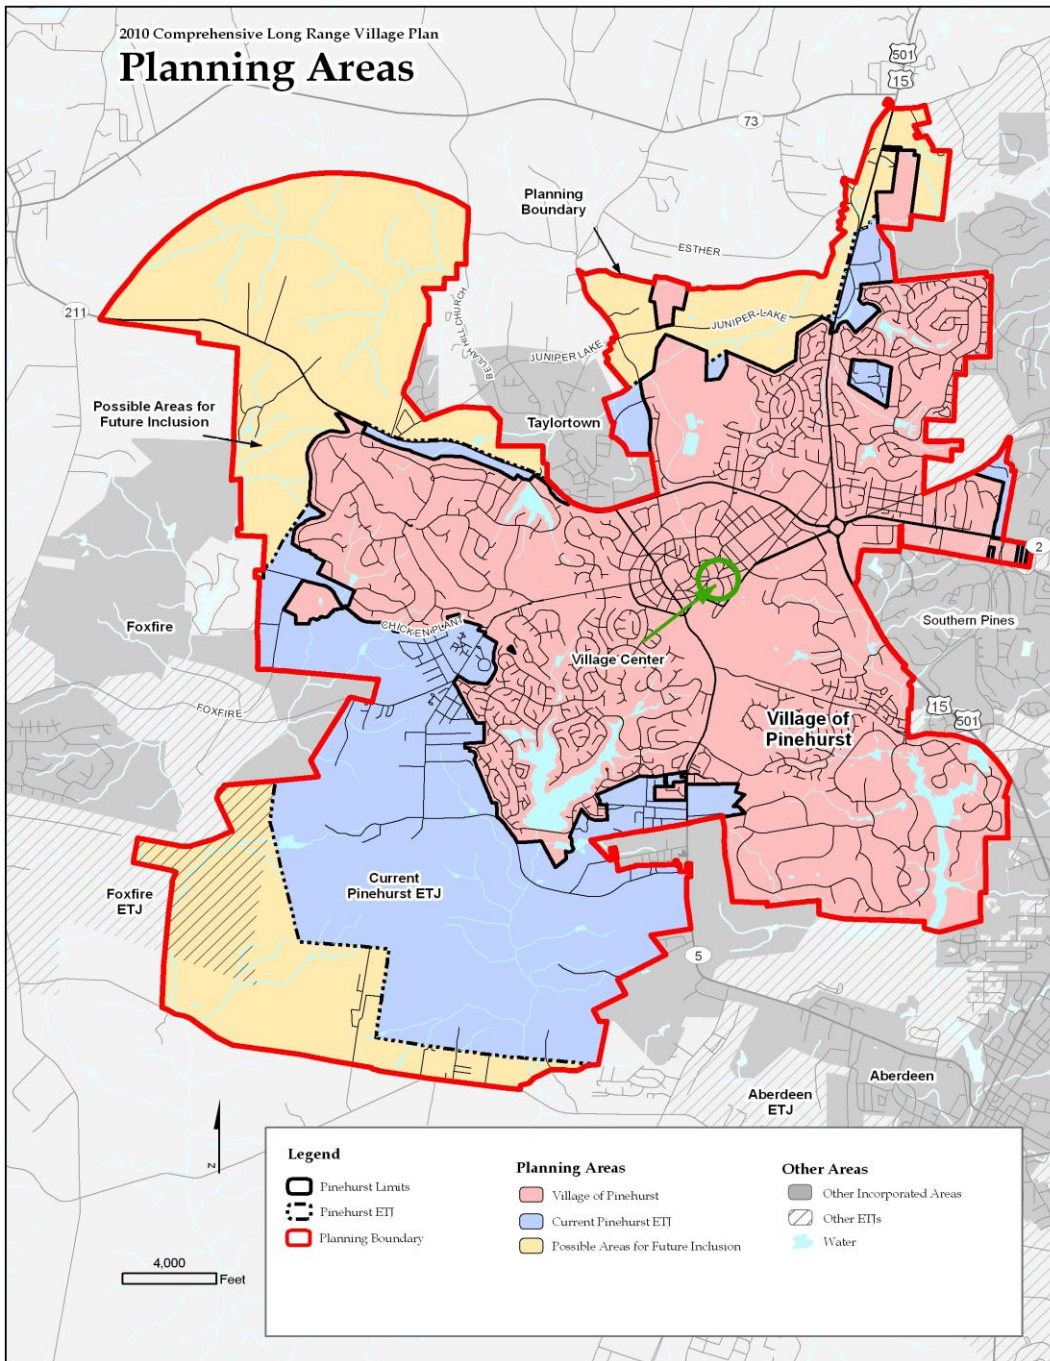 2010 Comprehensive Long Range Village Plan
Planning Areas
501
15
73
Planning
Boundary
ESTHER
211
BEULAH HILL CHURCH
JUNIPER LAKE
JUNIPER LAKE
Possible Areas for
Future Inclusion
Taylortown
2
Foxfire
CHICKEN PLANT
Southern Pines
Village Center
FOXFIRE
15
501
Village of
Pinehurst
Current
Pinehurst ETJ
Foxfire
ETJ
5
Aberdeen
Aberdeen
ETJ
N
Legend
Pinehurst Limits
Pinehurst ETJ
Planning Boundary
Planning Areas
Village of Pinehurst
Current Pinehurst ETJ
Possible Areas for Future Inclusion
Other Areas
Other Incorporated Areas
Other ETJs
Water
4,000
Feet